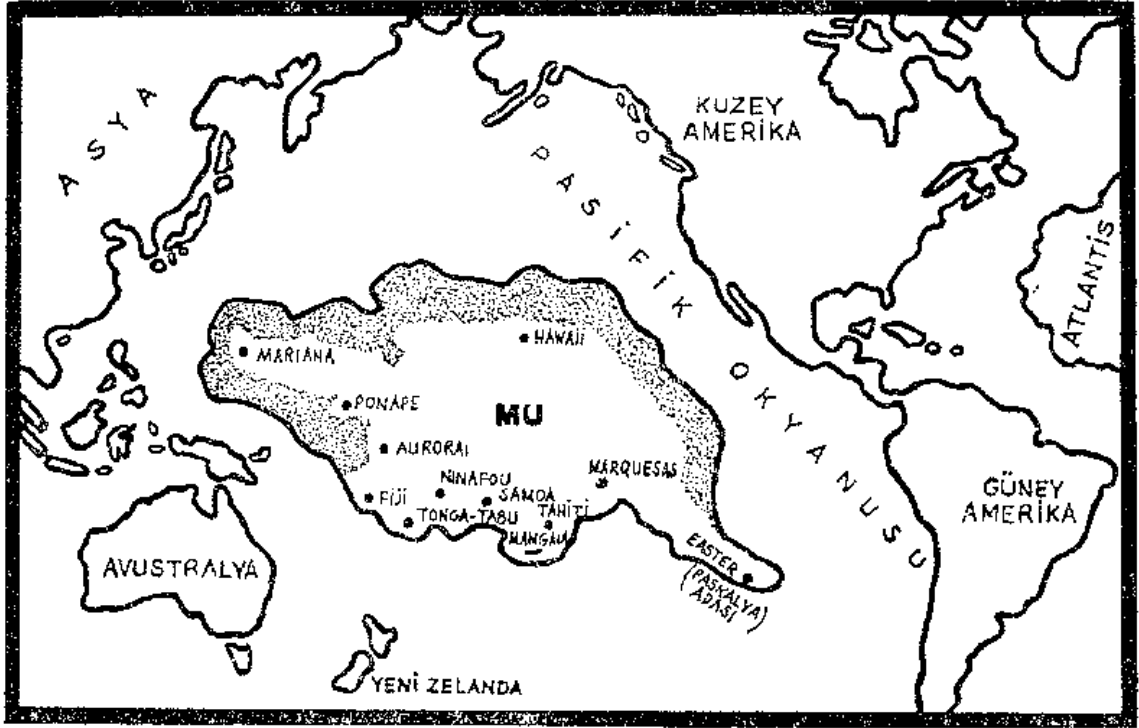 ASYA
KUZEY
AMERİKA
PASİFİK OKYANUSU
ATLANTİS
HAWAII
MARIANA
PONAPE
MU
AURORAI
MARQUESAS
NINAFOU
FİJİ
SAMOA
TONGA-TABU
TAHİTİ
MANGAIA
GÜNEY
AMERİKA
EASTER
(PASKALYA
ADASI)
AVUSTRALYA
YENİ ZELANDA